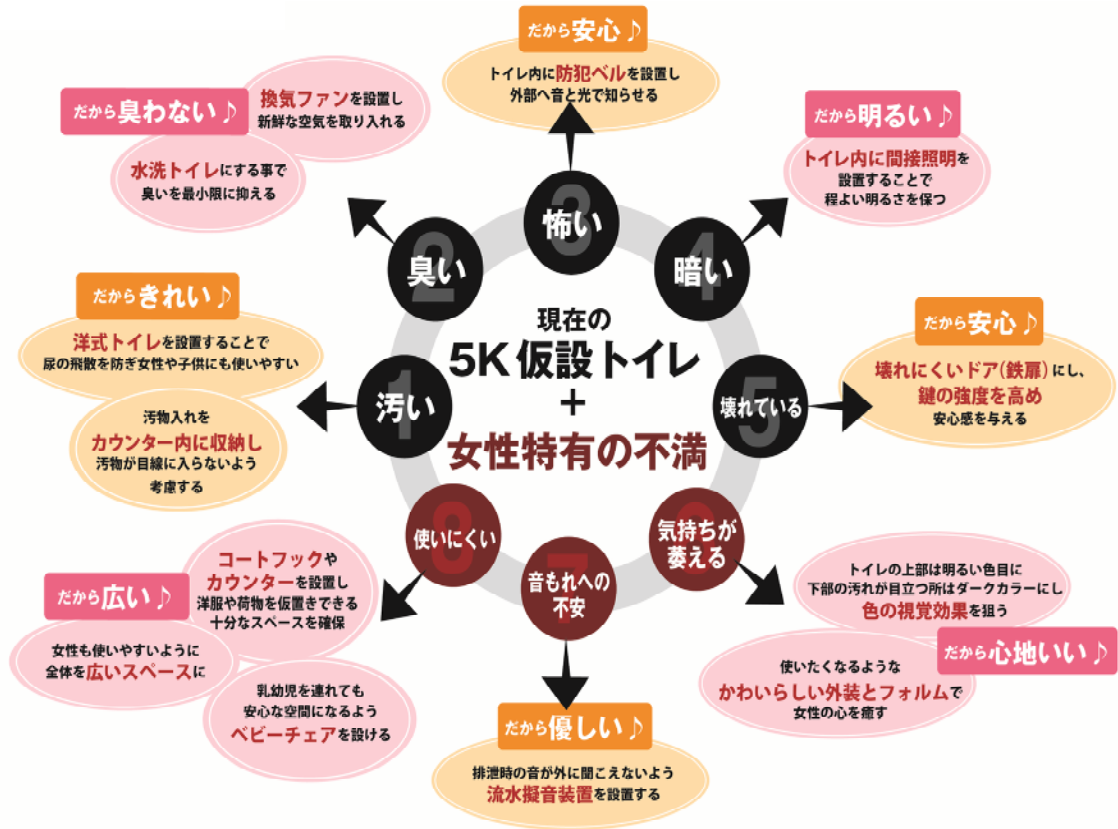 現在の
5K仮設トイレ
+
女性特有の不満
1
汚い
だからきれい♪
洋式トイレを設置することで
尿の飛散を防ぎ女性や子供にも使いやすい
汚物入れを
カウンター内に収納し
汚物が目線に入らないよう
考慮する
2
臭い
だから臭わない♪
換気ファンを設置し
新鮮な空気を取り入れる
水洗トイレにする事で
臭いを最小限に抑える
3
怖い
だから安心♪
トイレ内に防犯ベルを設置し
外部へ音と光で知らせる
4
暗い
だから明るい♪
トイレ内に間接照明を
設置することで
程よい明るさを保つ
5
壊れている
だから安心♪
壊れにくいドア(鉄扉)にし、
鍵の強度を高め
安心感を与える
6
気持ちが
萎える
トイレの上部は明るい色目に
下部の汚れが目立つ所はダークカラーにし
色の視覚効果を狙う
だから心地いい♪
使いたくなるような
かわいらしい外装とフォルムで
女性の心を癒す
7
音もれへの
不安
だから優しい♪
排泄時の音が外に聞こえないよう
流水擬音装置を設置する
8
使いにくい
コートフックや
カウンターを設置し
洋服や荷物を仮置きできる
十分なスペースを確保
だから広い♪
女性も使いやすいように
全体を広いスペースに
乳幼児を連れても
安心な空間になるよう
ベビーチェアを設ける